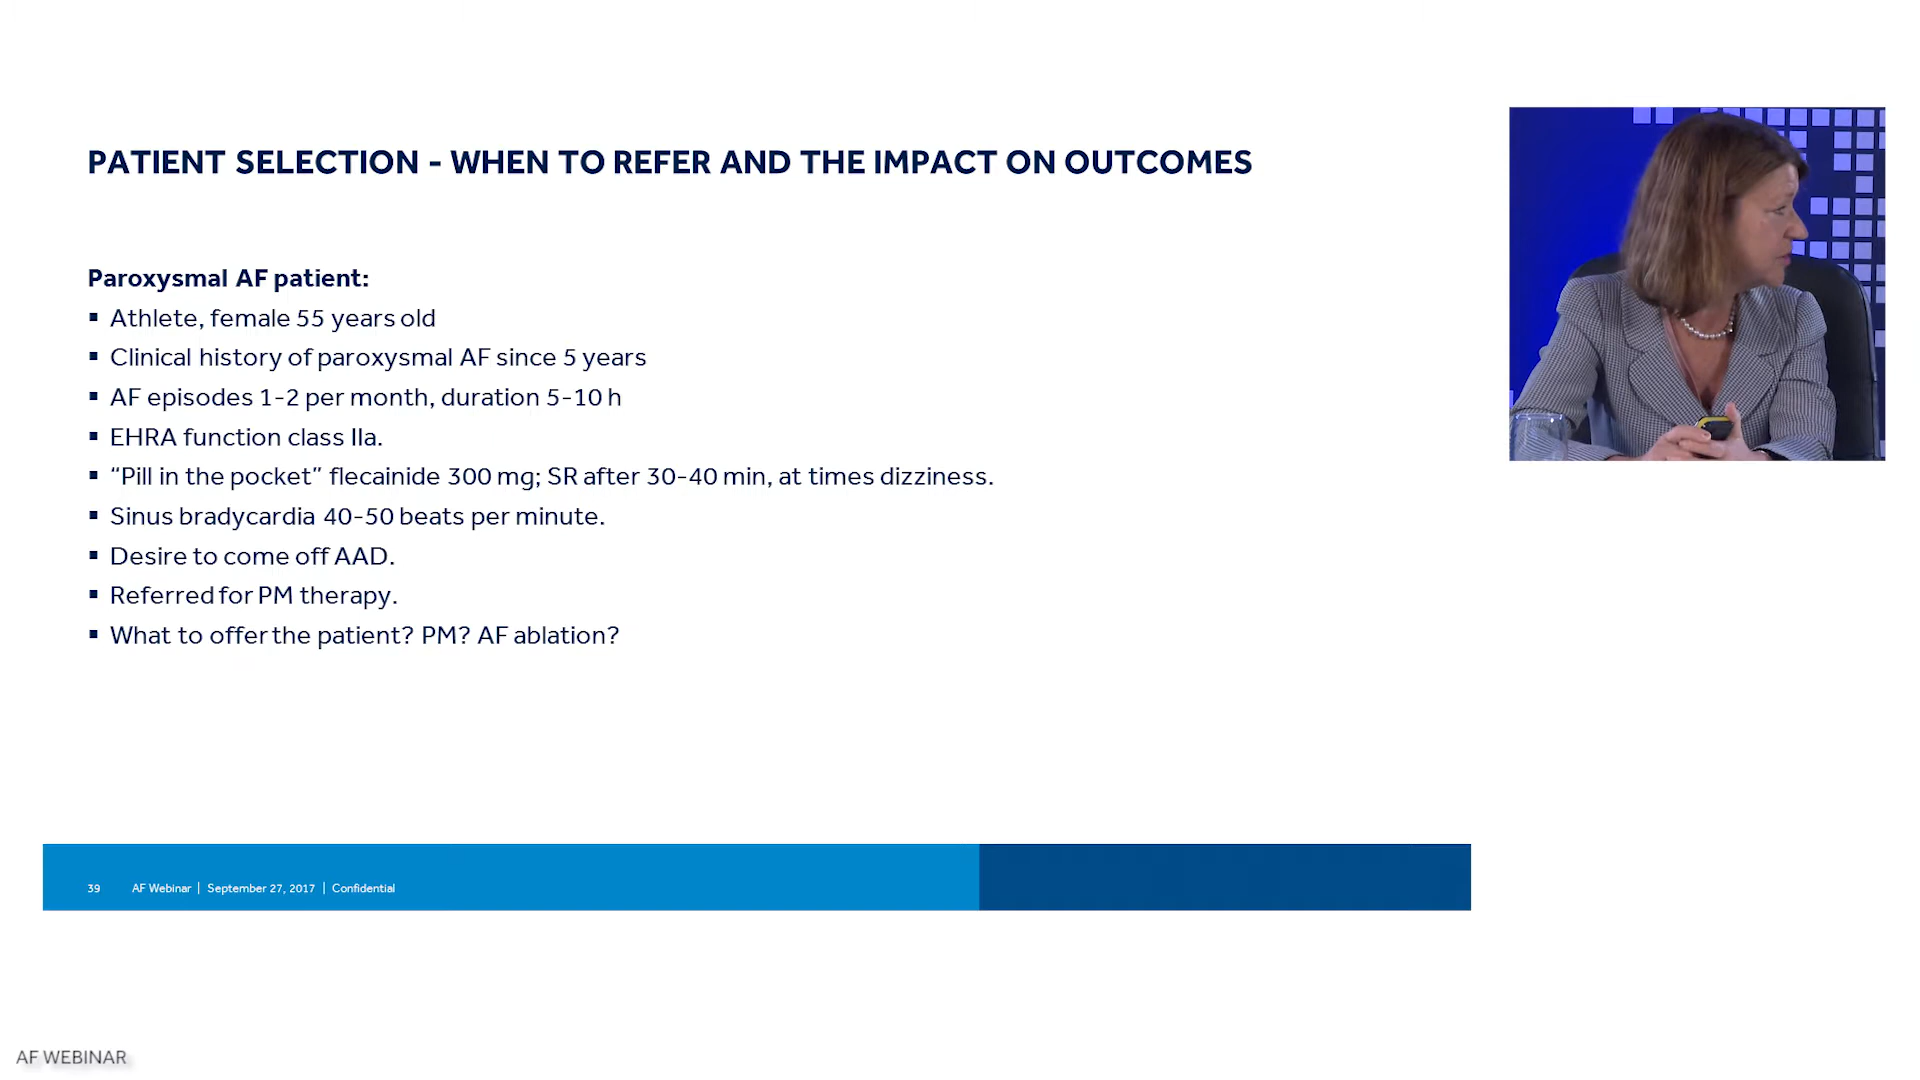 PATIENT SELECTION - WHEN TO REFER AND THE IMPACT ON OUTCOMES
Paroxysmal AF patient:
▪ Athlete, female 55 years old
▪ Clinical history of paroxysmal AF since 5 years
▪ AF episodes 1-2 per month, duration 5-10 h
▪ EHRA function class IIa.
▪ “Pill in the pocket” flecainide 300 mg; SR after 30-40 min, at times dizziness.
▪ Sinus bradycardia 40-50 beats per minute.
▪ Desire to come off AAD.
▪ Referred for PM therapy.
▪ What to offer the patient? PM? AF ablation?
39 AF Webinar | September 27, 2017 | Confidential
AF WEBINAR